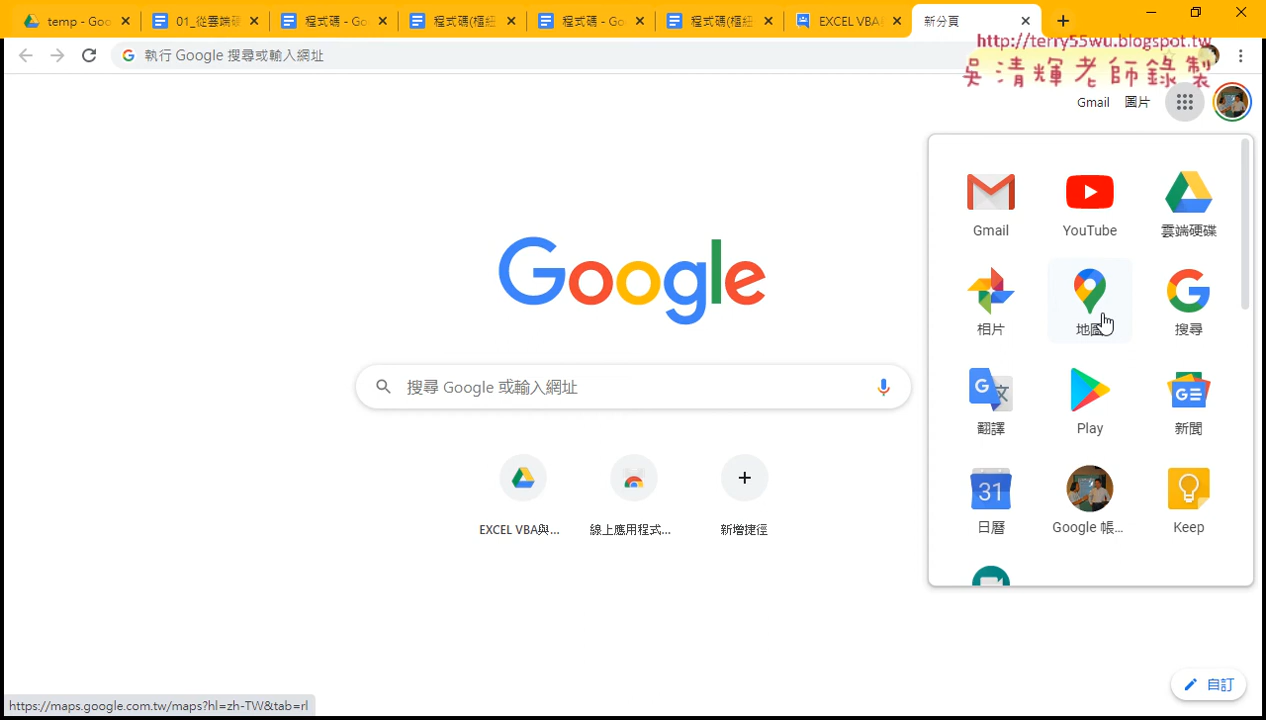 temp - Goo
01_從雲端硬
程式碼 - Go
程式碼(樞紐
程式碼 - Go
程式碼(樞紐
EXCEL VBA
新分頁
執行 Google 搜尋或輸入網址
http://terry55wu.blogspot.tw
吳清輝老師錄製
Gmail
圖片
Google
搜尋 Google 或輸入網址
EXCEL VBA與...
線上應用程式...
新增捷徑
Gmail
YouTube
雲端硬碟
相片
地圖
搜尋
翻譯
Play
新聞
31
日曆
Google 帳...
Keep
自訂
https://maps.google.com.tw/maps?hl=zh-TW&tab=rl